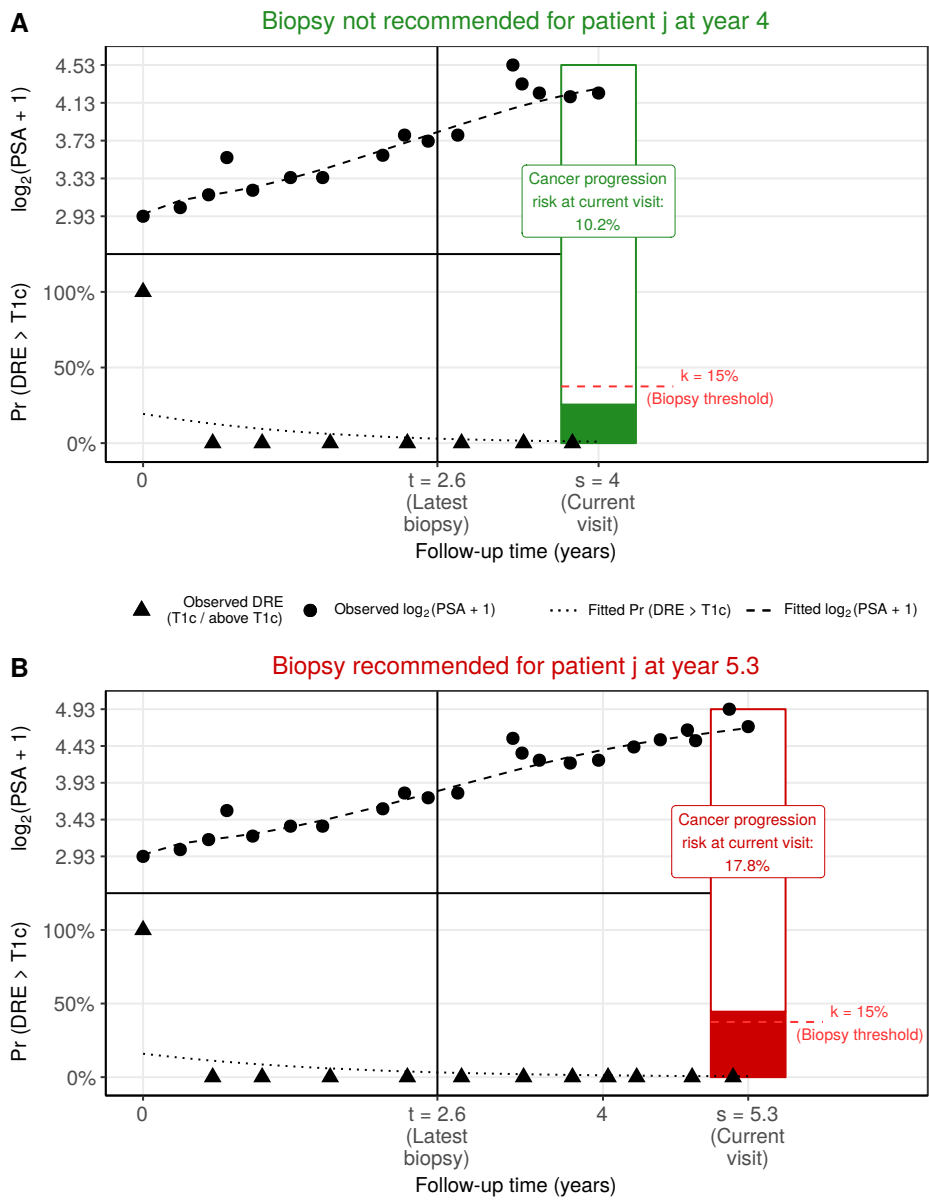 A
Biopsy not recommended for patient j at year 4
log₂(PSA + 1)
4.53
4.13
3.73
3.33
2.93
Cancer progression
risk at current visit:
10.2%
Pr (DRE > T1c)
100%
50%
0%
k = 15%
(Biopsy threshold)
0
t = 2.6
(Latest
biopsy)
s = 4
(Current
visit)
Follow-up time (years)
Observed DRE
(T1c / above T1c)
Observed log₂(PSA + 1)
Fitted Pr (DRE > T1c)
Fitted log₂(PSA + 1)
B
Biopsy recommended for patient j at year 5.3
log₂(PSA + 1)
4.93
4.43
3.93
3.43
2.93
Cancer progression
risk at current visit:
17.8%
Pr (DRE > T1c)
100%
50%
0%
k = 15%
(Biopsy threshold)
0
t = 2.6
(Latest
biopsy)
4
s = 5.3
(Current
visit)
Follow-up time (years)